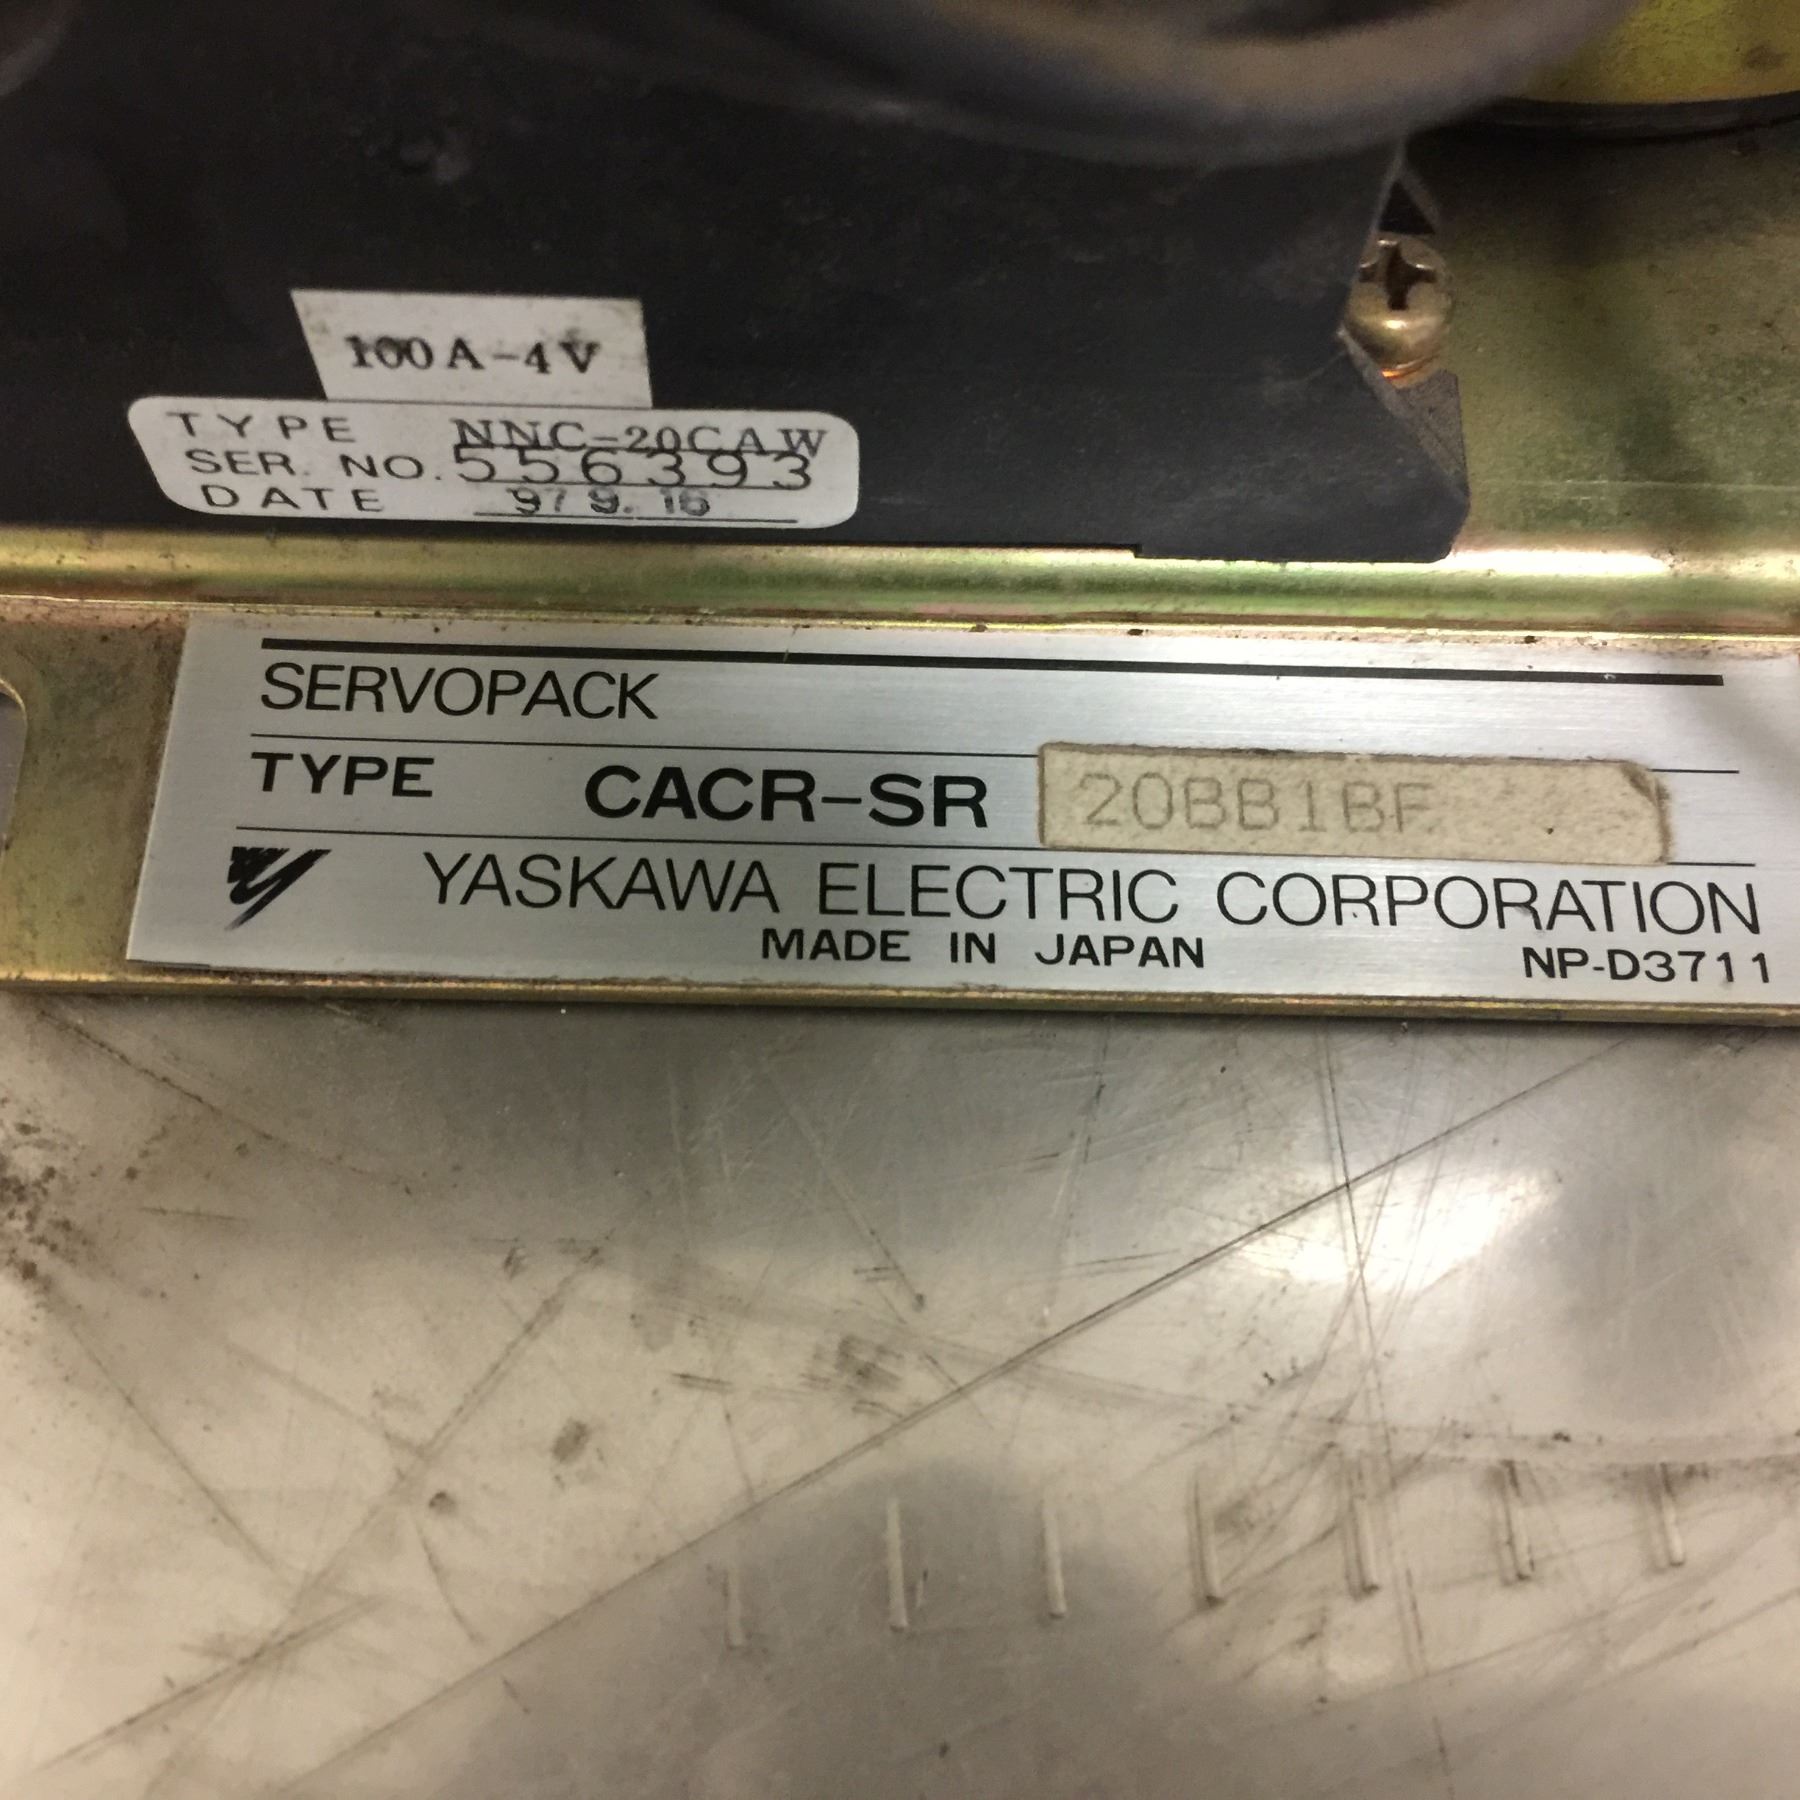 100A-4V
TYPE NNC-20CAW
SER. NO. 556393
DATE 97 9. 16
SERVOPACK
TYPE CACR-SR 20BB1BF
YASKAWA ELECTRIC CORPORATION
MADE IN JAPAN NP-D3711